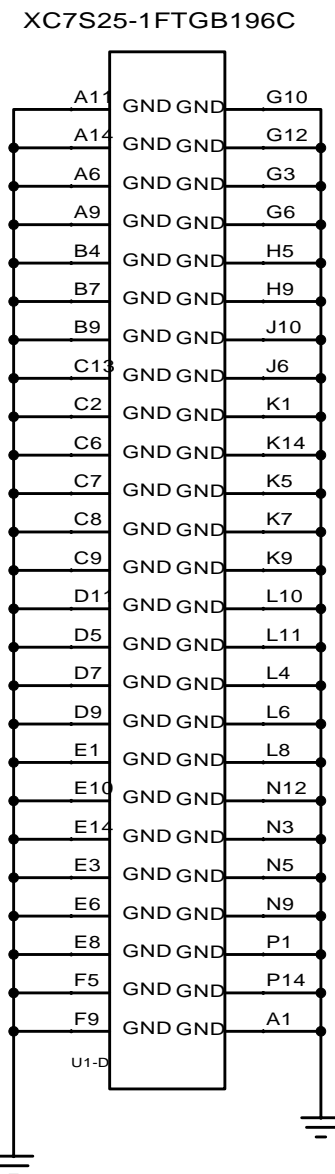 XC7S25-1FTGB196C
A11 GND GND G10
A14 GND GND G12
A6 GND GND G3
A9 GND GND G6
B4 GND GND H5
B7 GND GND H9
B9 GND GND J10
C13 GND GND J6
C2 GND GND K1
C6 GND GND K14
C7 GND GND K5
C8 GND GND K7
C9 GND GND K9
D11 GND GND L10
D5 GND GND L11
D7 GND GND L4
D9 GND GND L6
E1 GND GND L8
E10 GND GND N12
E14 GND GND N3
E3 GND GND N5
E6 GND GND N9
E8 GND GND P1
F5 GND GND P14
F9 GND GND A1
U1-D